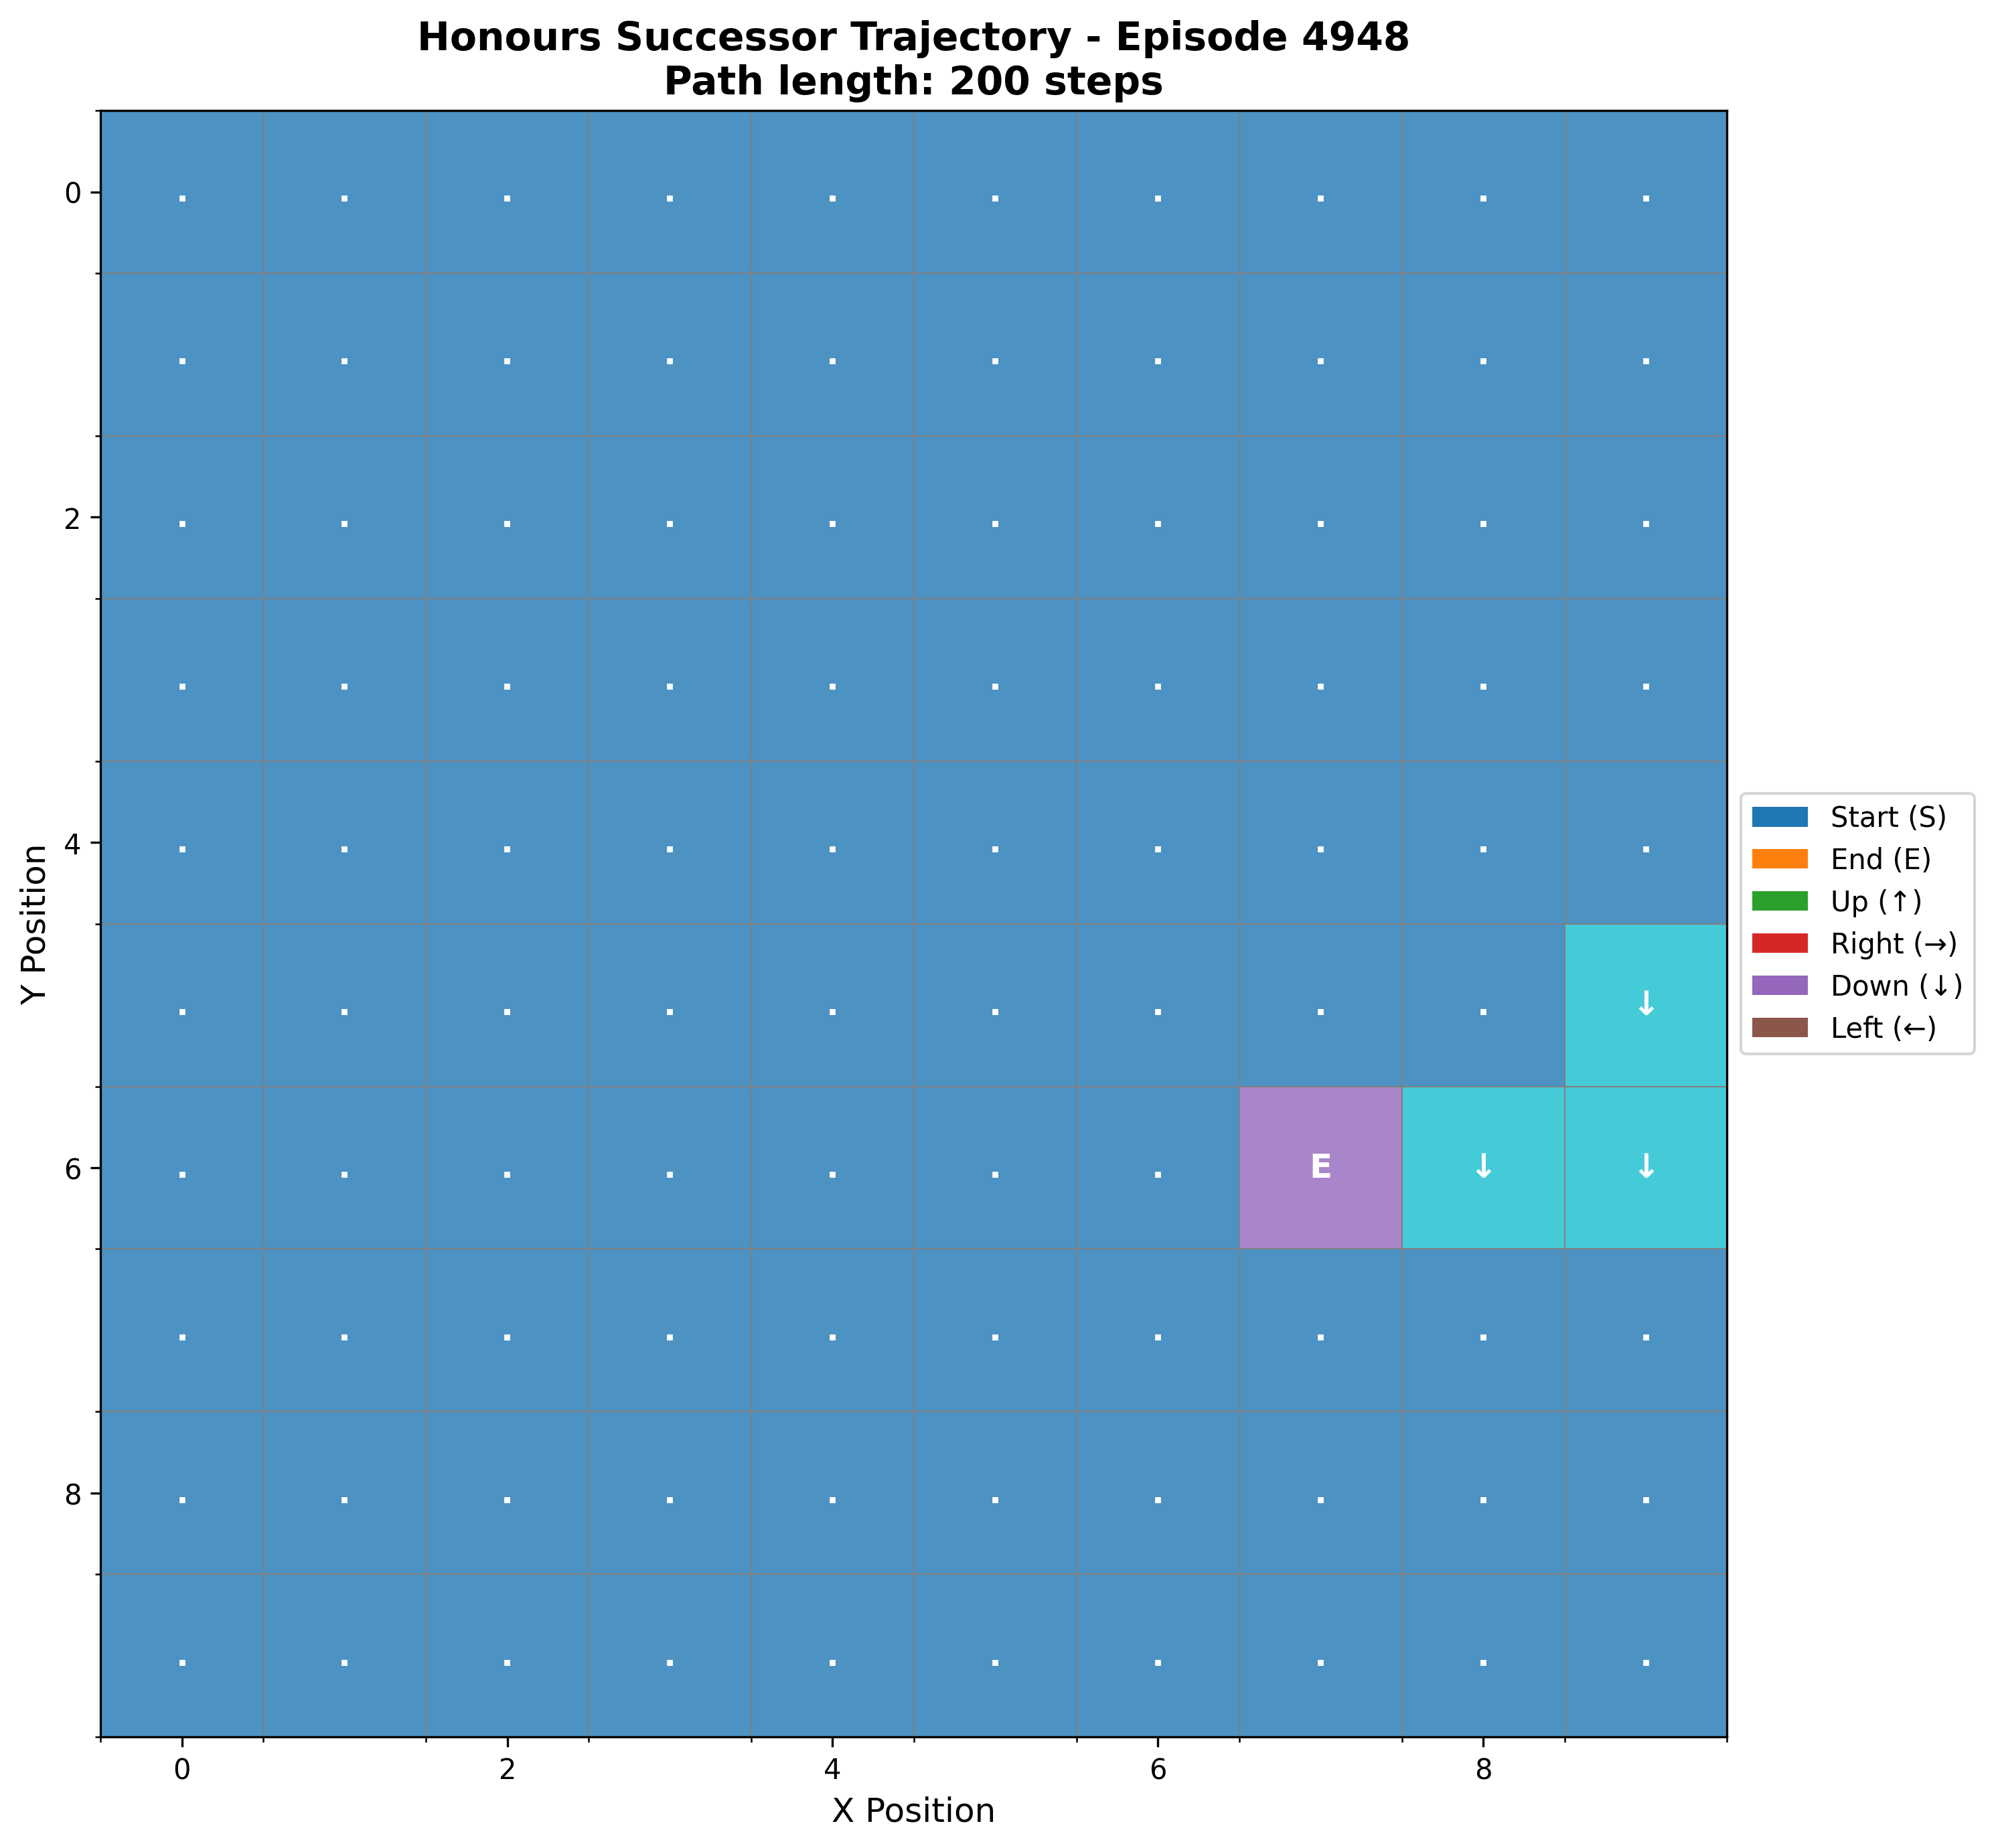 Honours Successor Trajectory - Episode 4948
Path length: 200 steps
0
2
4
Y Position
6
8
↓
E ↓ ↓
Start (S)
End (E)
Up (↑)
Right (→)
Down (↓)
Left (←)
0 2 4 6 8
X Position